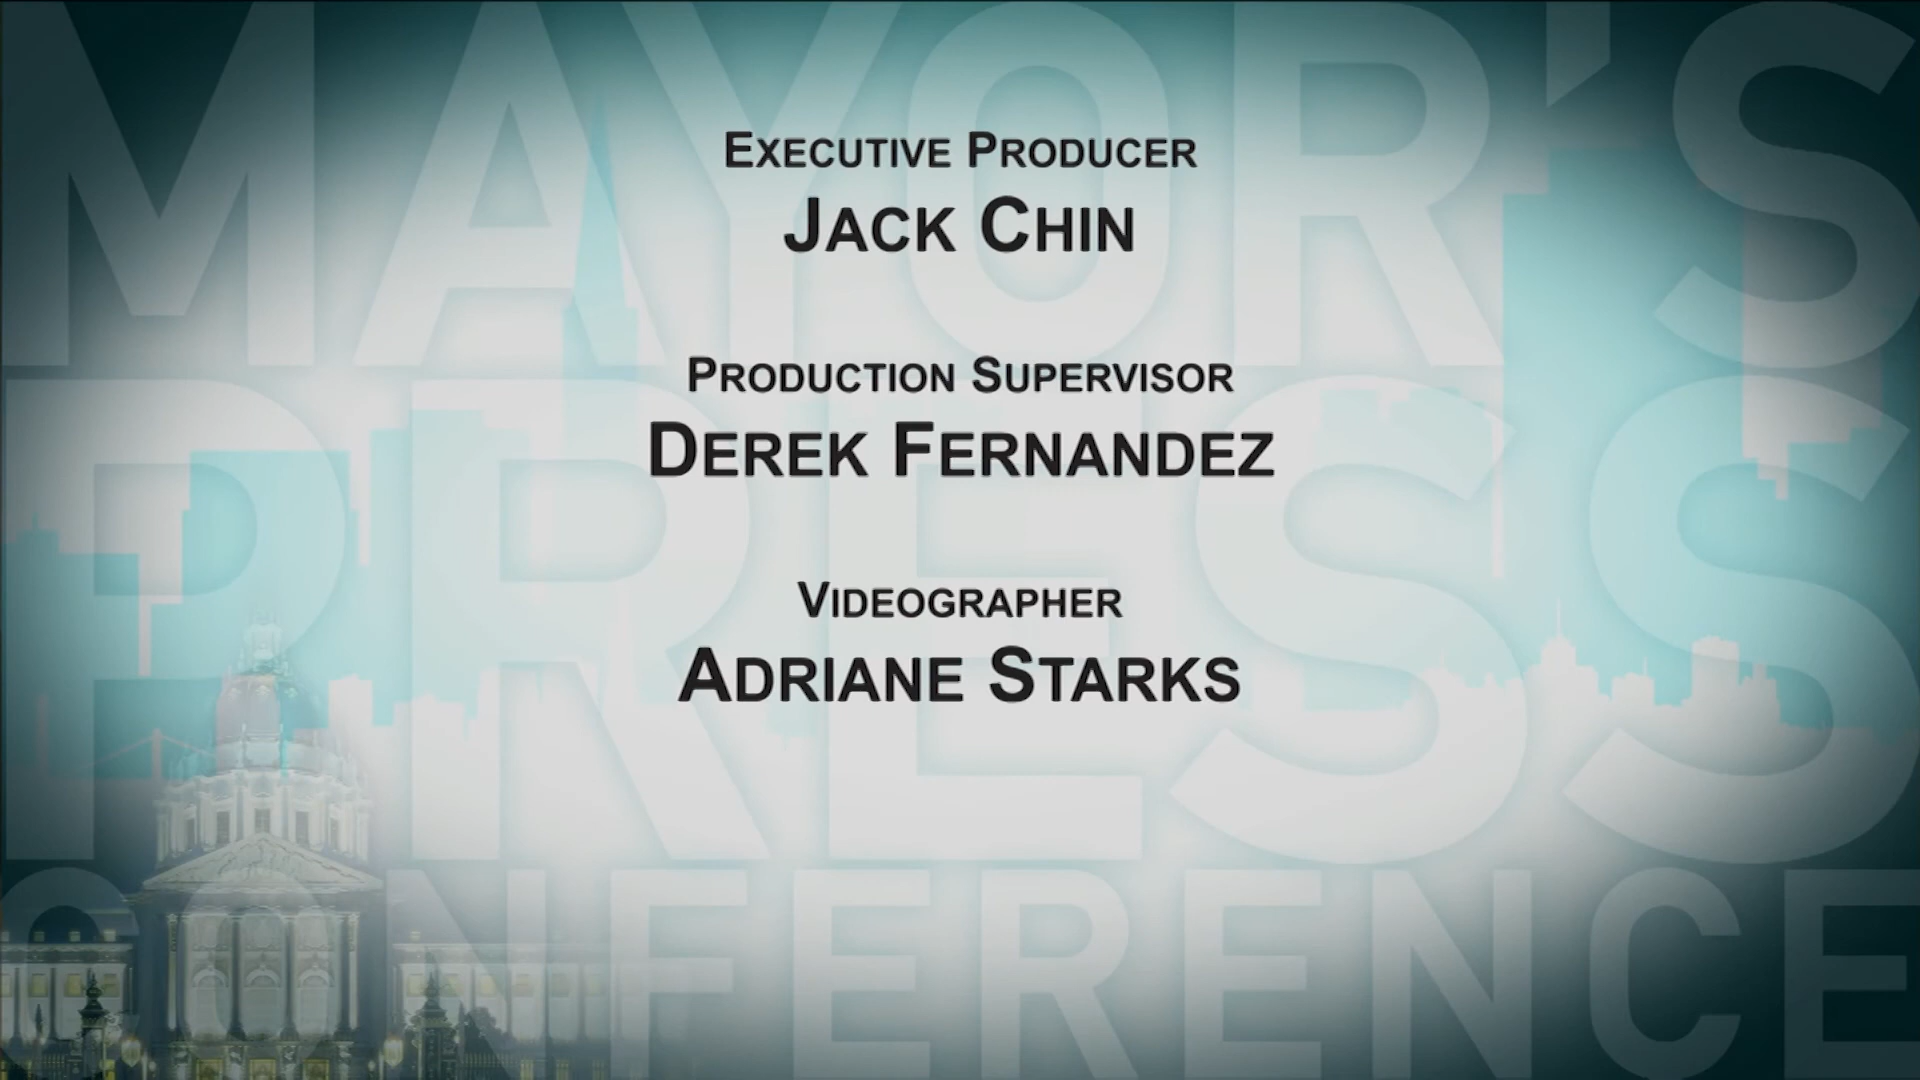 MAYOR'S
PRESS
CONFERENCE
EXECUTIVE PRODUCER
JACK CHIN
PRODUCTION SUPERVISOR
DEREK FERNANDEZ
VIDEOGRAPHER
ADRIANE STARKS